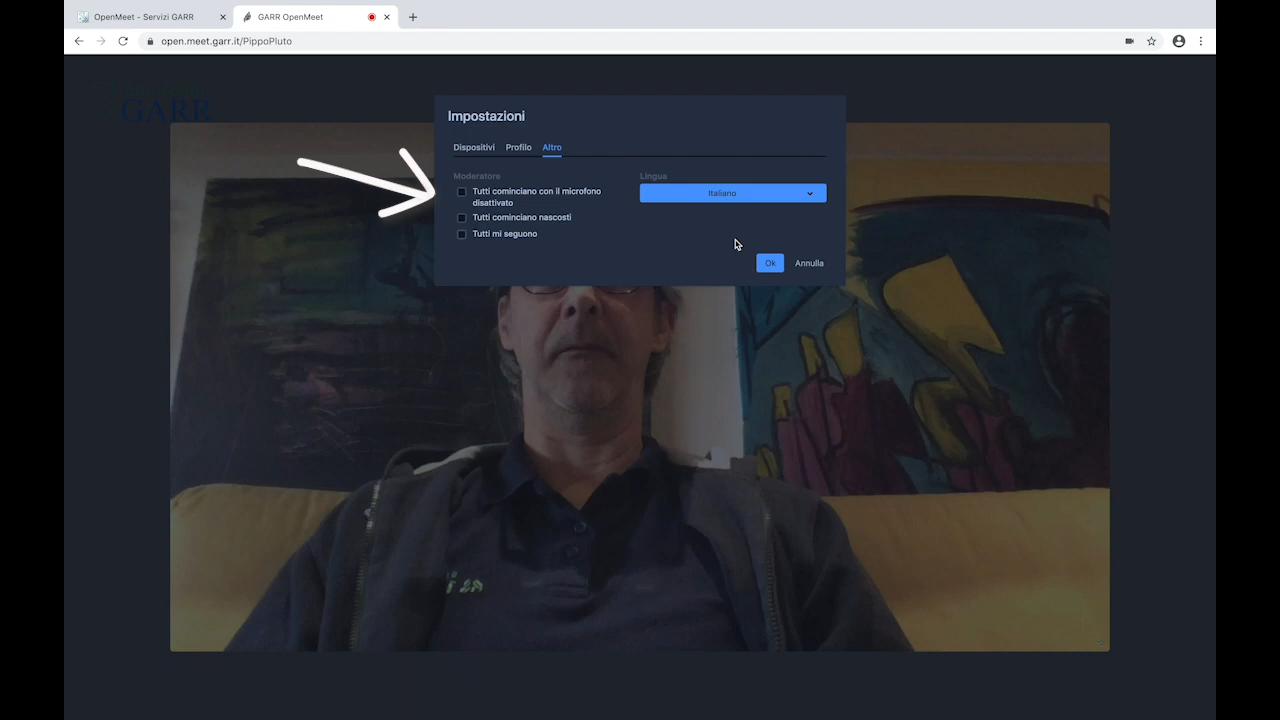 OpenMeet - Servizi GARR
GARR OpenMeet
open.meet.garr.it/PippoPluto
GARR
Impostazioni
Dispositivi Profilo Altro
Moderatore
Lingua
Tutti cominciano con il microfono
disattivato
Italiano
Tutti cominciano nascosti
Tutti mi seguono
Ok Annulla